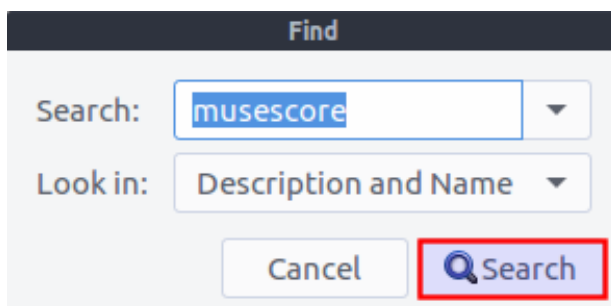 Find
Search: musescore
Look in: Description and Name
Cancel Search